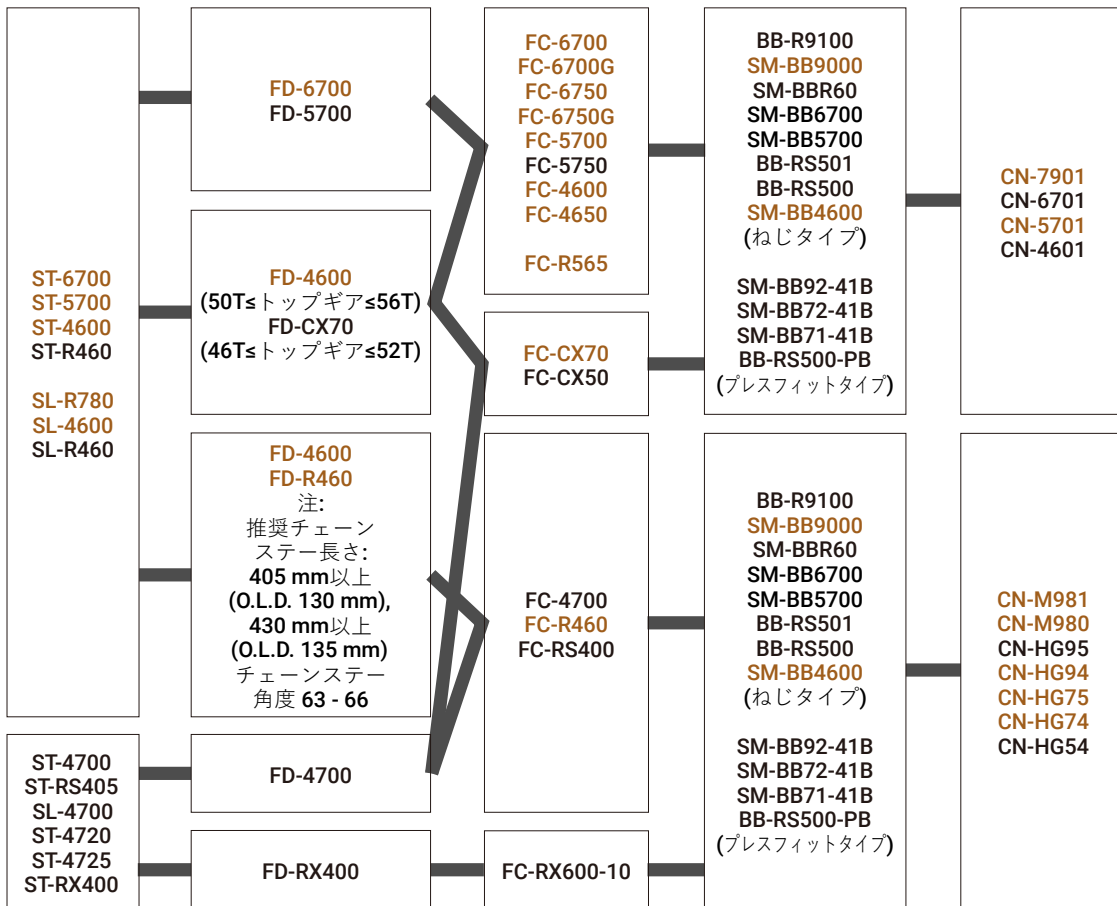 ST-6700
ST-5700
ST-4600
ST-R460
SL-R780
SL-4600
SL-R460
ST-4700
ST-RS405
SL-4700
ST-4720
ST-4725
ST-RX400
FD-6700
FD-5700
FD-4600
(50T≤トップギア≤56T)
FD-CX70
(46T≤トップギア≤52T)
FD-4600
FD-R460
注:
推奨チェーン
ステー長さ:
405 mm以上
(O.L.D. 130 mm),
430 mm以上
(O.L.D. 135 mm)
チェーンステー
角度 63 - 66
FD-4700
FD-RX400
FC-6700
FC-6700G
FC-6750
FC-6750G
FC-5700
FC-5750
FC-4600
FC-4650
FC-R565
FC-CX70
FC-CX50
FC-4700
FC-R460
FC-RS400
FC-RX600-10
BB-R9100
SM-BB9000
SM-BBR60
SM-BB6700
SM-BB5700
BB-RS501
BB-RS500
SM-BB4600
(ねじタイプ)
SM-BB92-41B
SM-BB72-41B
SM-BB71-41B
BB-RS500-PB
(プレスフィットタイプ)
BB-R9100
SM-BB9000
SM-BBR60
SM-BB6700
SM-BB5700
BB-RS501
BB-RS500
SM-BB4600
(ねじタイプ)
SM-BB92-41B
SM-BB72-41B
SM-BB71-41B
BB-RS500-PB
(プレスフィットタイプ)
CN-7901
CN-6701
CN-5701
CN-4601
CN-M981
CN-M980
CN-HG95
CN-HG94
CN-HG75
CN-HG74
CN-HG54